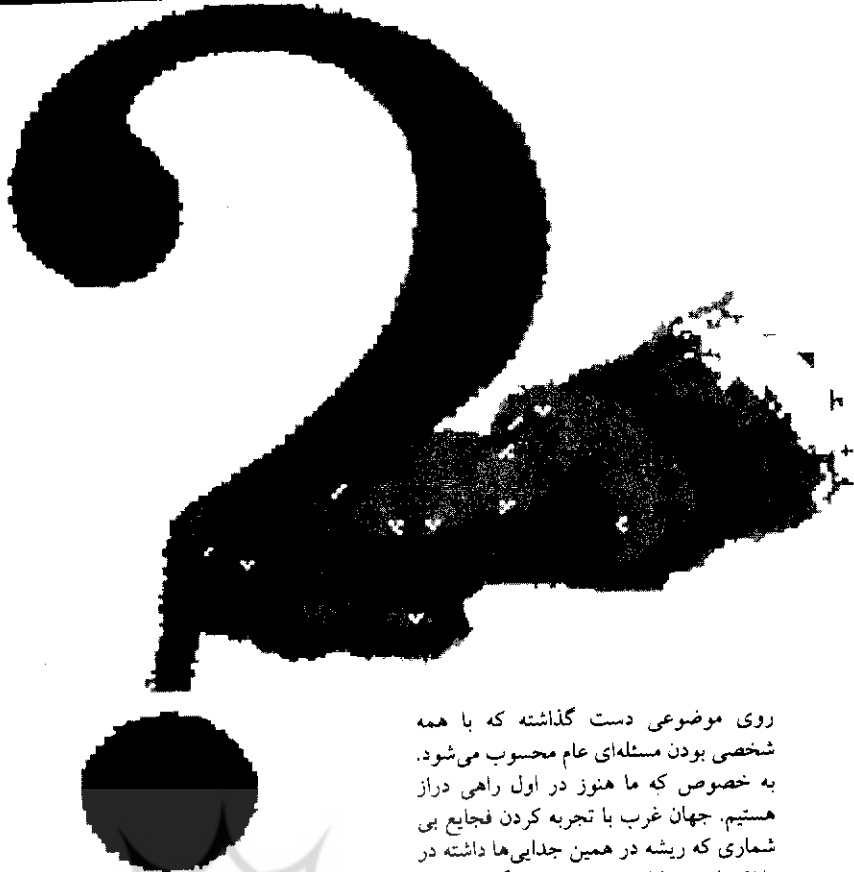 روی موضوعی دست گذاشته که با همه
شخصی بودن مسئله‌ای عام محسوب می‌شود.
به خصوص که ما هنوز در اول راهی دراز
هستیم. جهان غرب با تجربه کردن فجایع بی
شماری که ریشه در همین جدایی‌ها داشته در